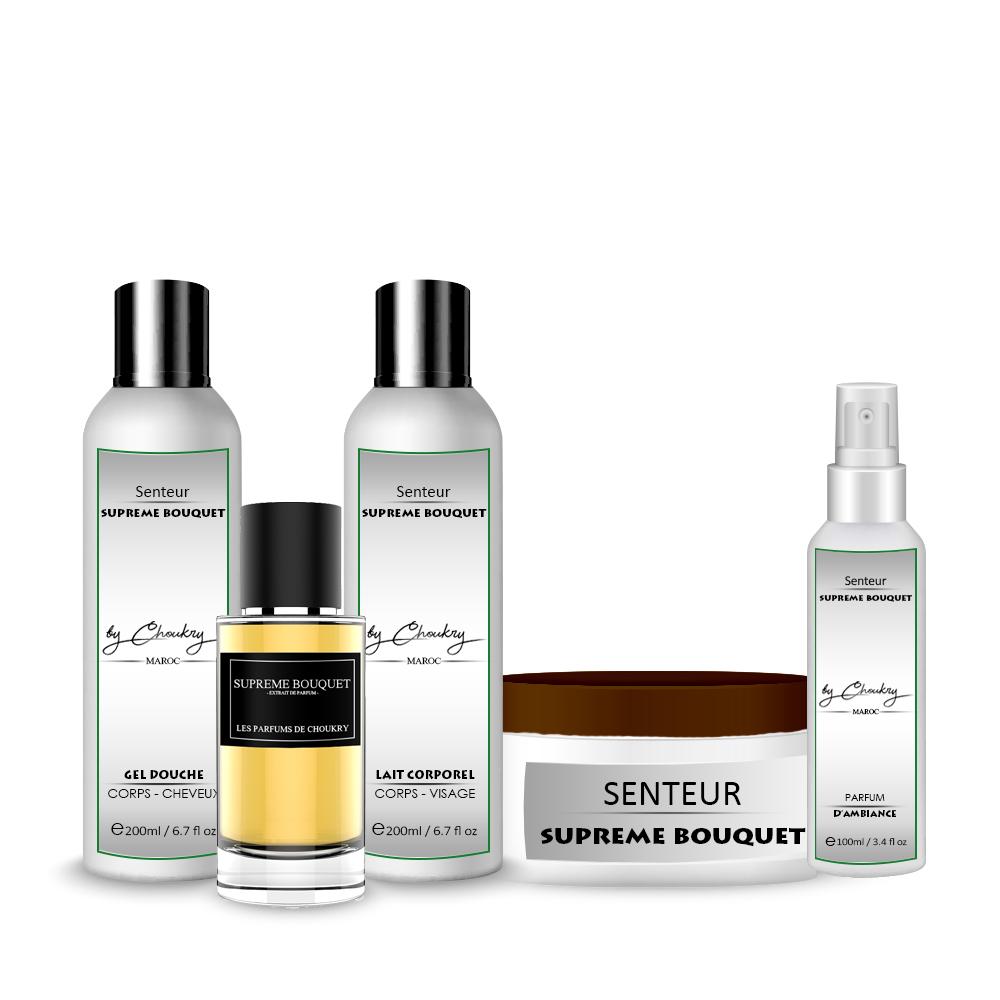 Senteur
SUPREME BOUQUET
by Choukry
MAROC
GEL DOUCHE
CORPS - CHEVEUX
℮200ml / 6.7 fl oz
SUPREME BOUQUET
- EXTRAIT DE PARFUM -
LES PARFUMS DE CHOUKRY
Senteur
SUPREME BOUQUET
by Choukry
MAROC
LAIT CORPOREL
CORPS - VISAGE
℮200ml / 6.7 fl oz
SENTEUR
SUPREME BOUQUET
Senteur
SUPREME BOUQUET
by Choukry
MAROC
PARFUM
D'AMBIANCE
℮100ml / 3.4 fl oz